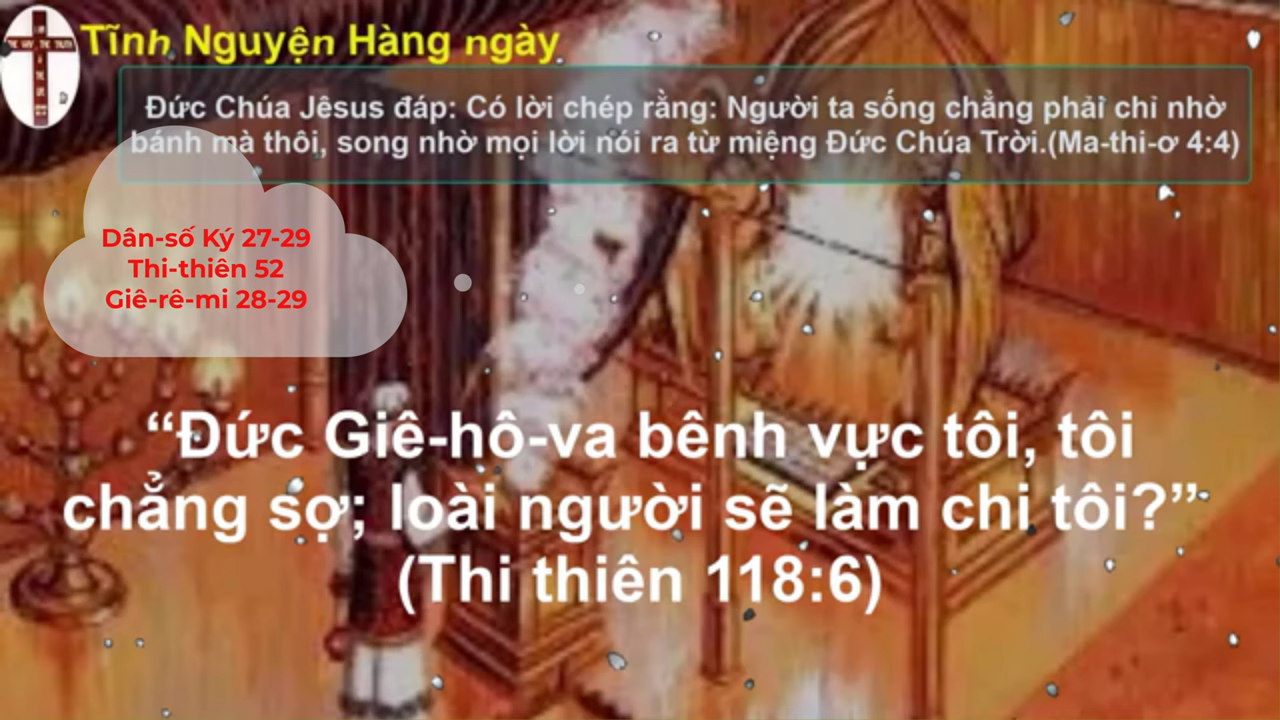 Tĩnh Nguyện Hàng ngày
Đức Chúa Jêsus đáp: Có lời chép rằng: Người ta sống chẳng phải chỉ nhờ
bánh mà thôi, song nhờ mọi lời nói ra từ miệng Đức Chúa Trời.(Ma-thi-ơ 4:4)
Dân-số Ký 27-29
Thi-thiên 52
Giê-rê-mi 28-29
“Đức Giê-hô-va bênh vực tôi, tôi
chẳng sợ; loài người sẽ làm chi tôi?”
(Thi thiên 118:6)